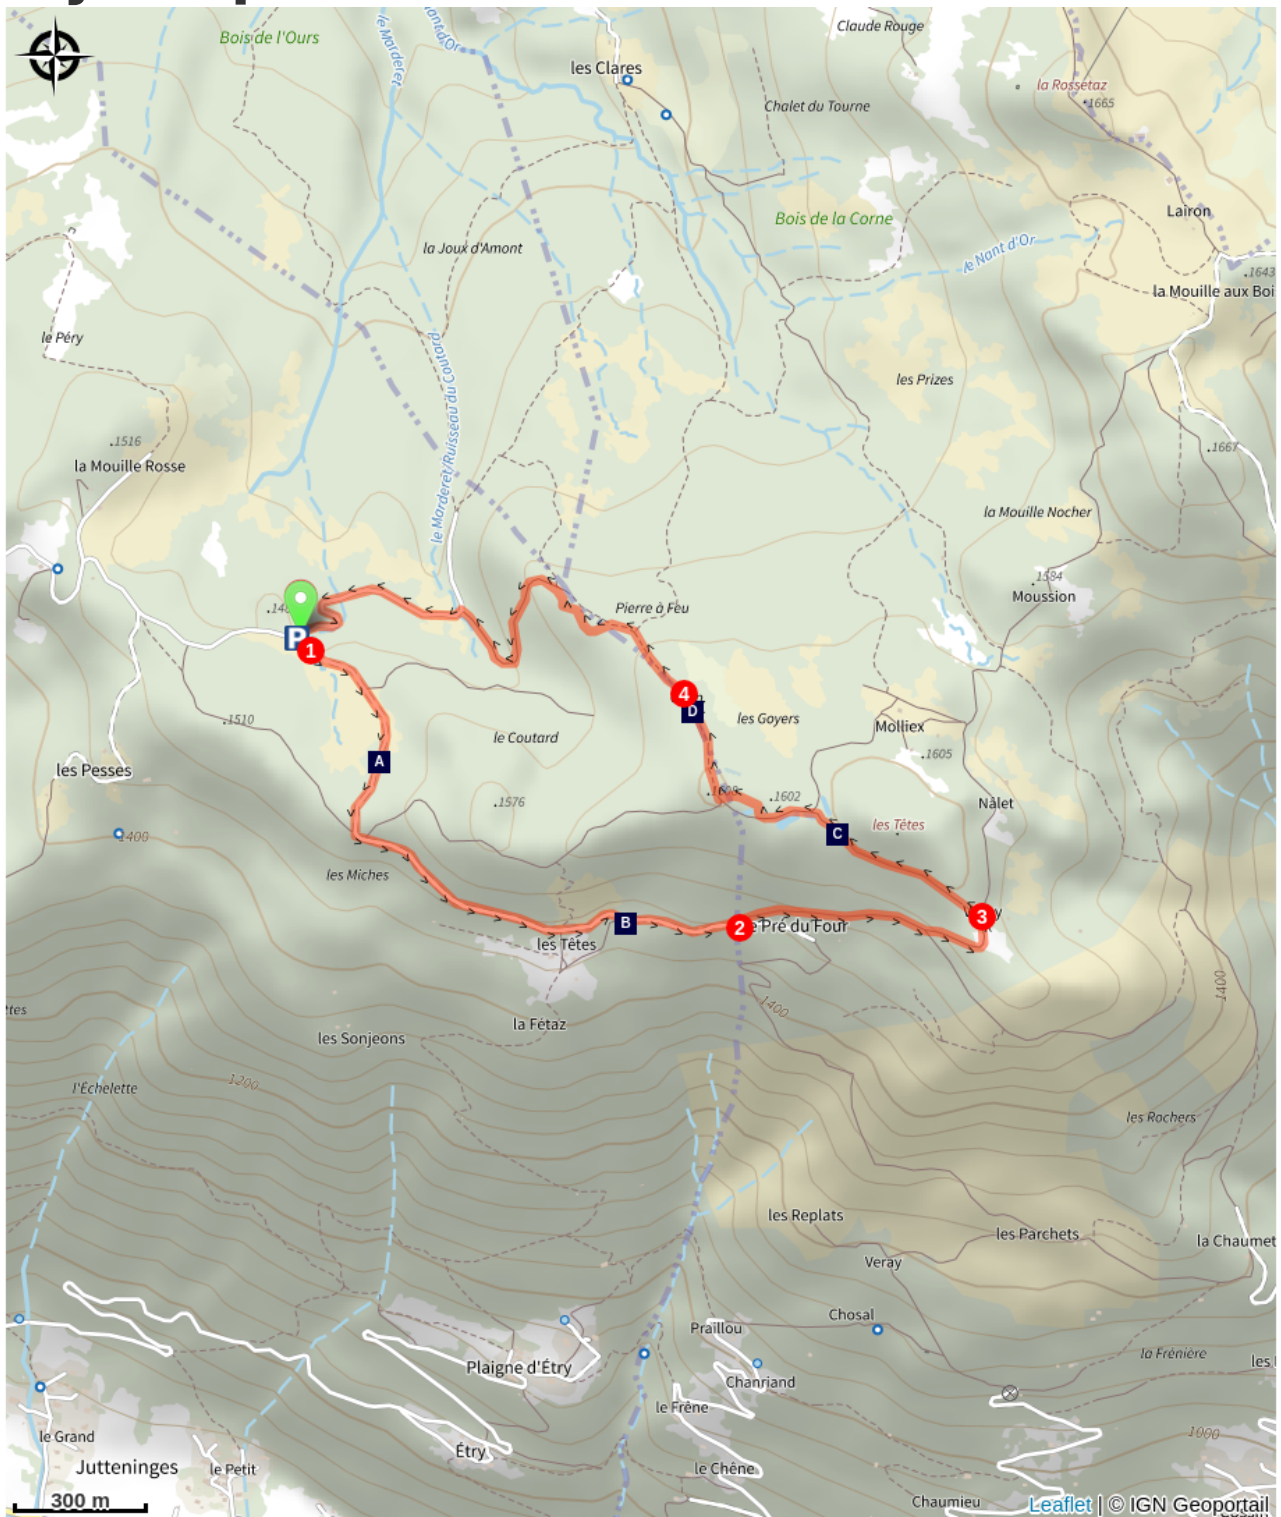 Bois de l'Ours
le Marderet
Nant d'Or
les Clares
Claude Rouge
la Rossetaz
1665
Chalet du Tourne
Bois de la Corne
Lairon
la Joux d'Amont
le Nant d'Or
1643
la Mouille aux Boi
le Péry
le Marderet/Ruisseau du Coutard
les Prizes
1516
la Mouille Rosse
1667
la Mouille Nocher
1584
Moussion
Pierre à Feu
P
1
4
D
1510
le Coutard
les Goyers
Molliex
1605
A
les Pesses
1576
1602
Nâlet
1400
C
les Têtes
les Miches
B
2
3
Pré du Four
les Têtes
1400
1400
la Fétaz
les Sonjeons
l'Échelette
1200
les Rochers
les Replats
les Parchets
la Chaumet
Veray
Chosal
Praillou
la Frénière
les
Plaigne d'Étry
Chanriand
le Frêne
le Grand
Étry
1000
Jutteninges
le Petit
le Chêne
300 m
Chaumieu
Leaflet | © IGN Geoportail